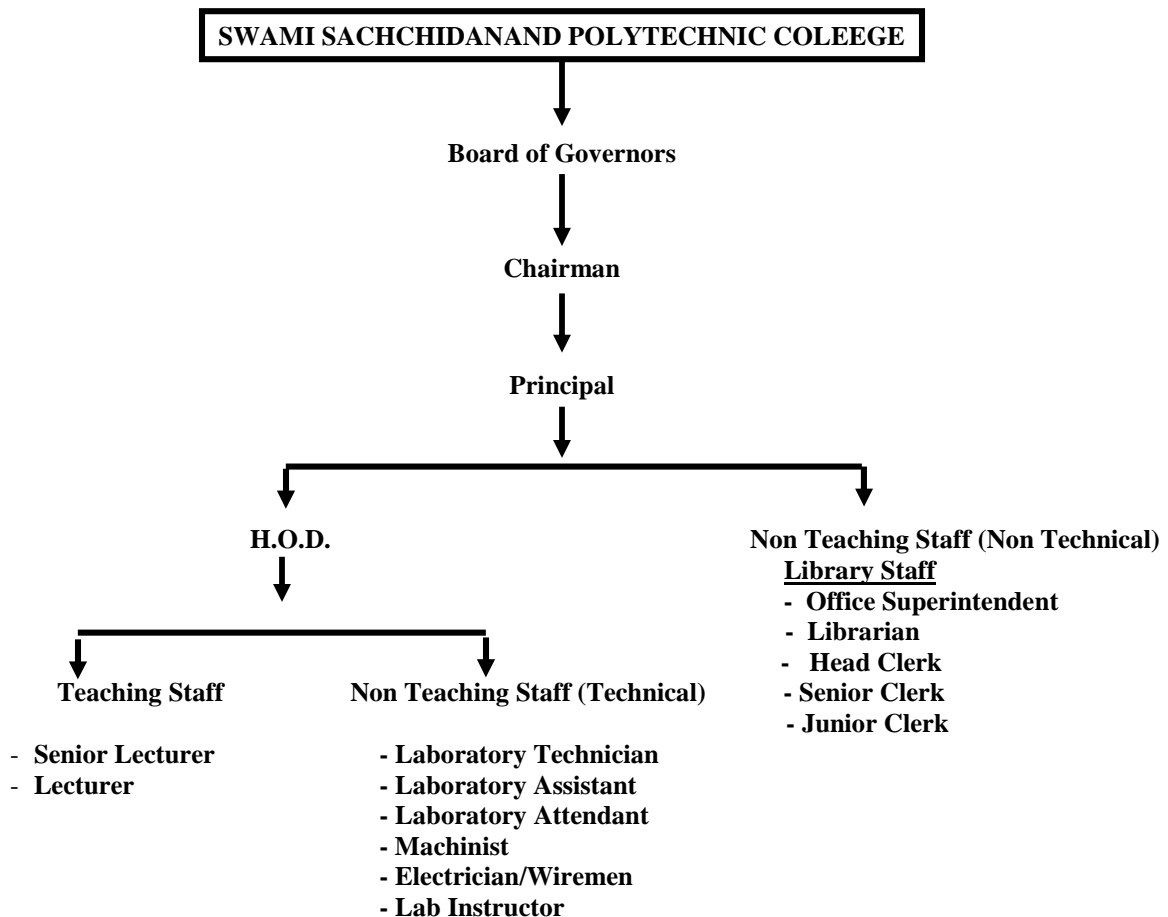 SWAMI SACHCHIDANAND POLYTECHNIC COLEEGE
Board of Governors
Chairman
Principal
H.O.D.
Non Teaching Staff (Non Technical)
Library Staff
- Office Superintendent
- Librarian
- Head Clerk
- Senior Clerk
- Junior Clerk
Teaching Staff
- Senior Lecturer
- Lecturer
Non Teaching Staff (Technical)
- Laboratory Technician
- Laboratory Assistant
- Laboratory Attendant
- Machinist
- Electrician/Wiremen
- Lab Instructor